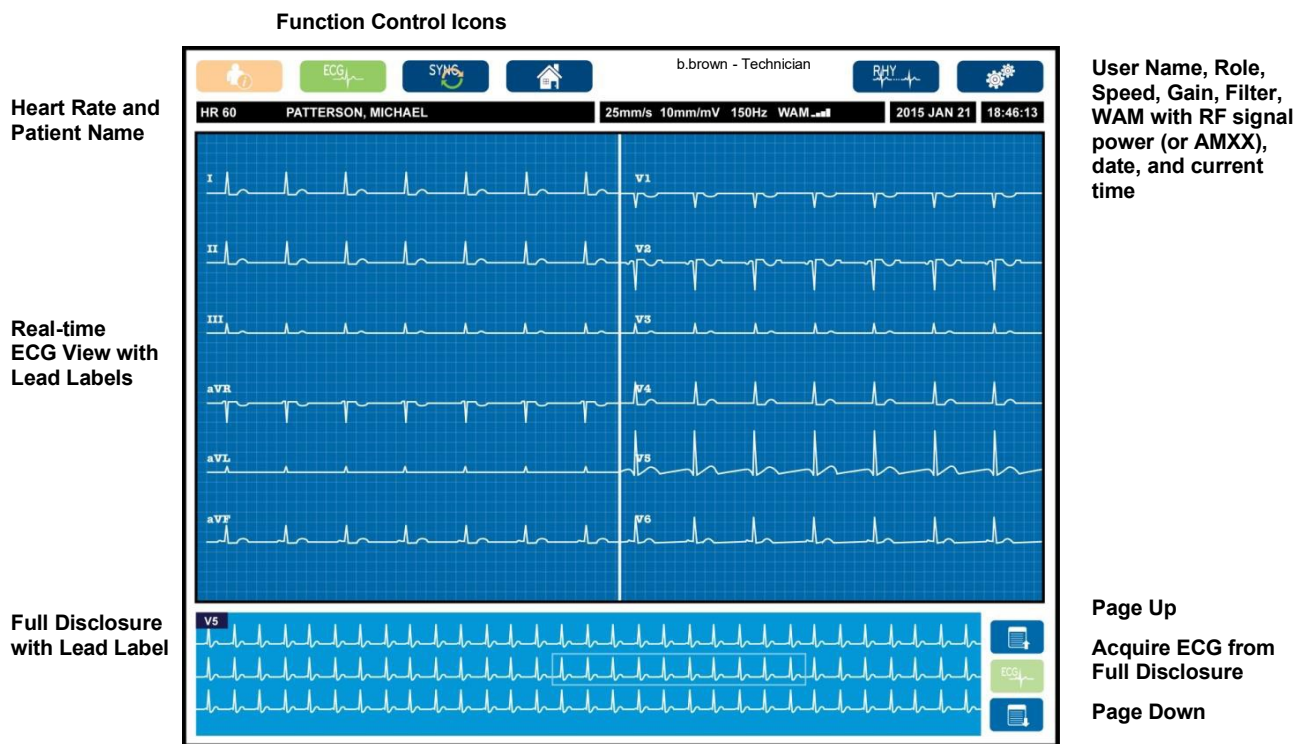 Function Control Icons
ECG
SYNC
b.brown - Technician
RHY
Heart Rate and
Patient Name
HR 60 PATTERSON, MICHAEL 25mm/s 10mm/mV 150Hz WAM 2015 JAN 21 18:46:13
User Name, Role,
Speed, Gain, Filter,
WAM with RF signal
power (or AMXX),
date, and current
time
I
V1
II
V2
III
V3
aVR
V4
aVL
V5
aVF
V6
Real-time
ECG View with
Lead Labels
Full Disclosure
with Lead Label
V5
ECG
Page Up
Acquire ECG from
Full Disclosure
Page Down